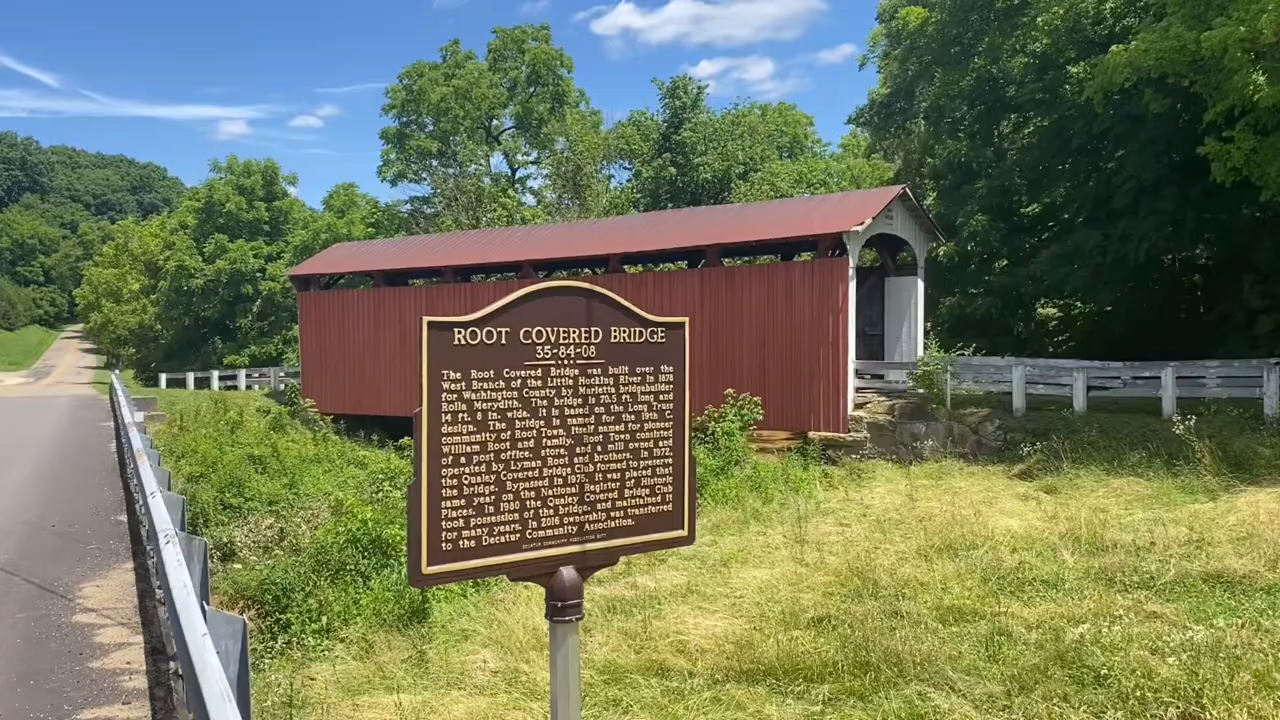 ROOT COVERED BRIDGE
35-84-08
The Root Covered Bridge was built over the
West Branch of the Little Hocking River in 1878
for Washington County by Marietta bridgebuilder
Rolla Merydith. The bridge is 70.5 ft. long and
14 ft. 8 in. wide. It is based on the Long Truss
design. The bridge is named for the 19th C.
community of Root Town, itself named for pioneer
William Root and family. Root Town consisted
of a post office, store, and a mill owned and
operated by Lyman Root and brothers. In 1972,
the Qualey Covered Bridge Club formed to preserve
the bridge. Bypassed in 1975, it was placed that
same year on the National Register of Historic
Places. In 1980 the Qualey Covered Bridge Club
took possession of the bridge, and maintained it
for many years. In 2016 ownership was transferred
to the Decatur Community Association.
DECATUR COMMUNITY ASSOCIATION